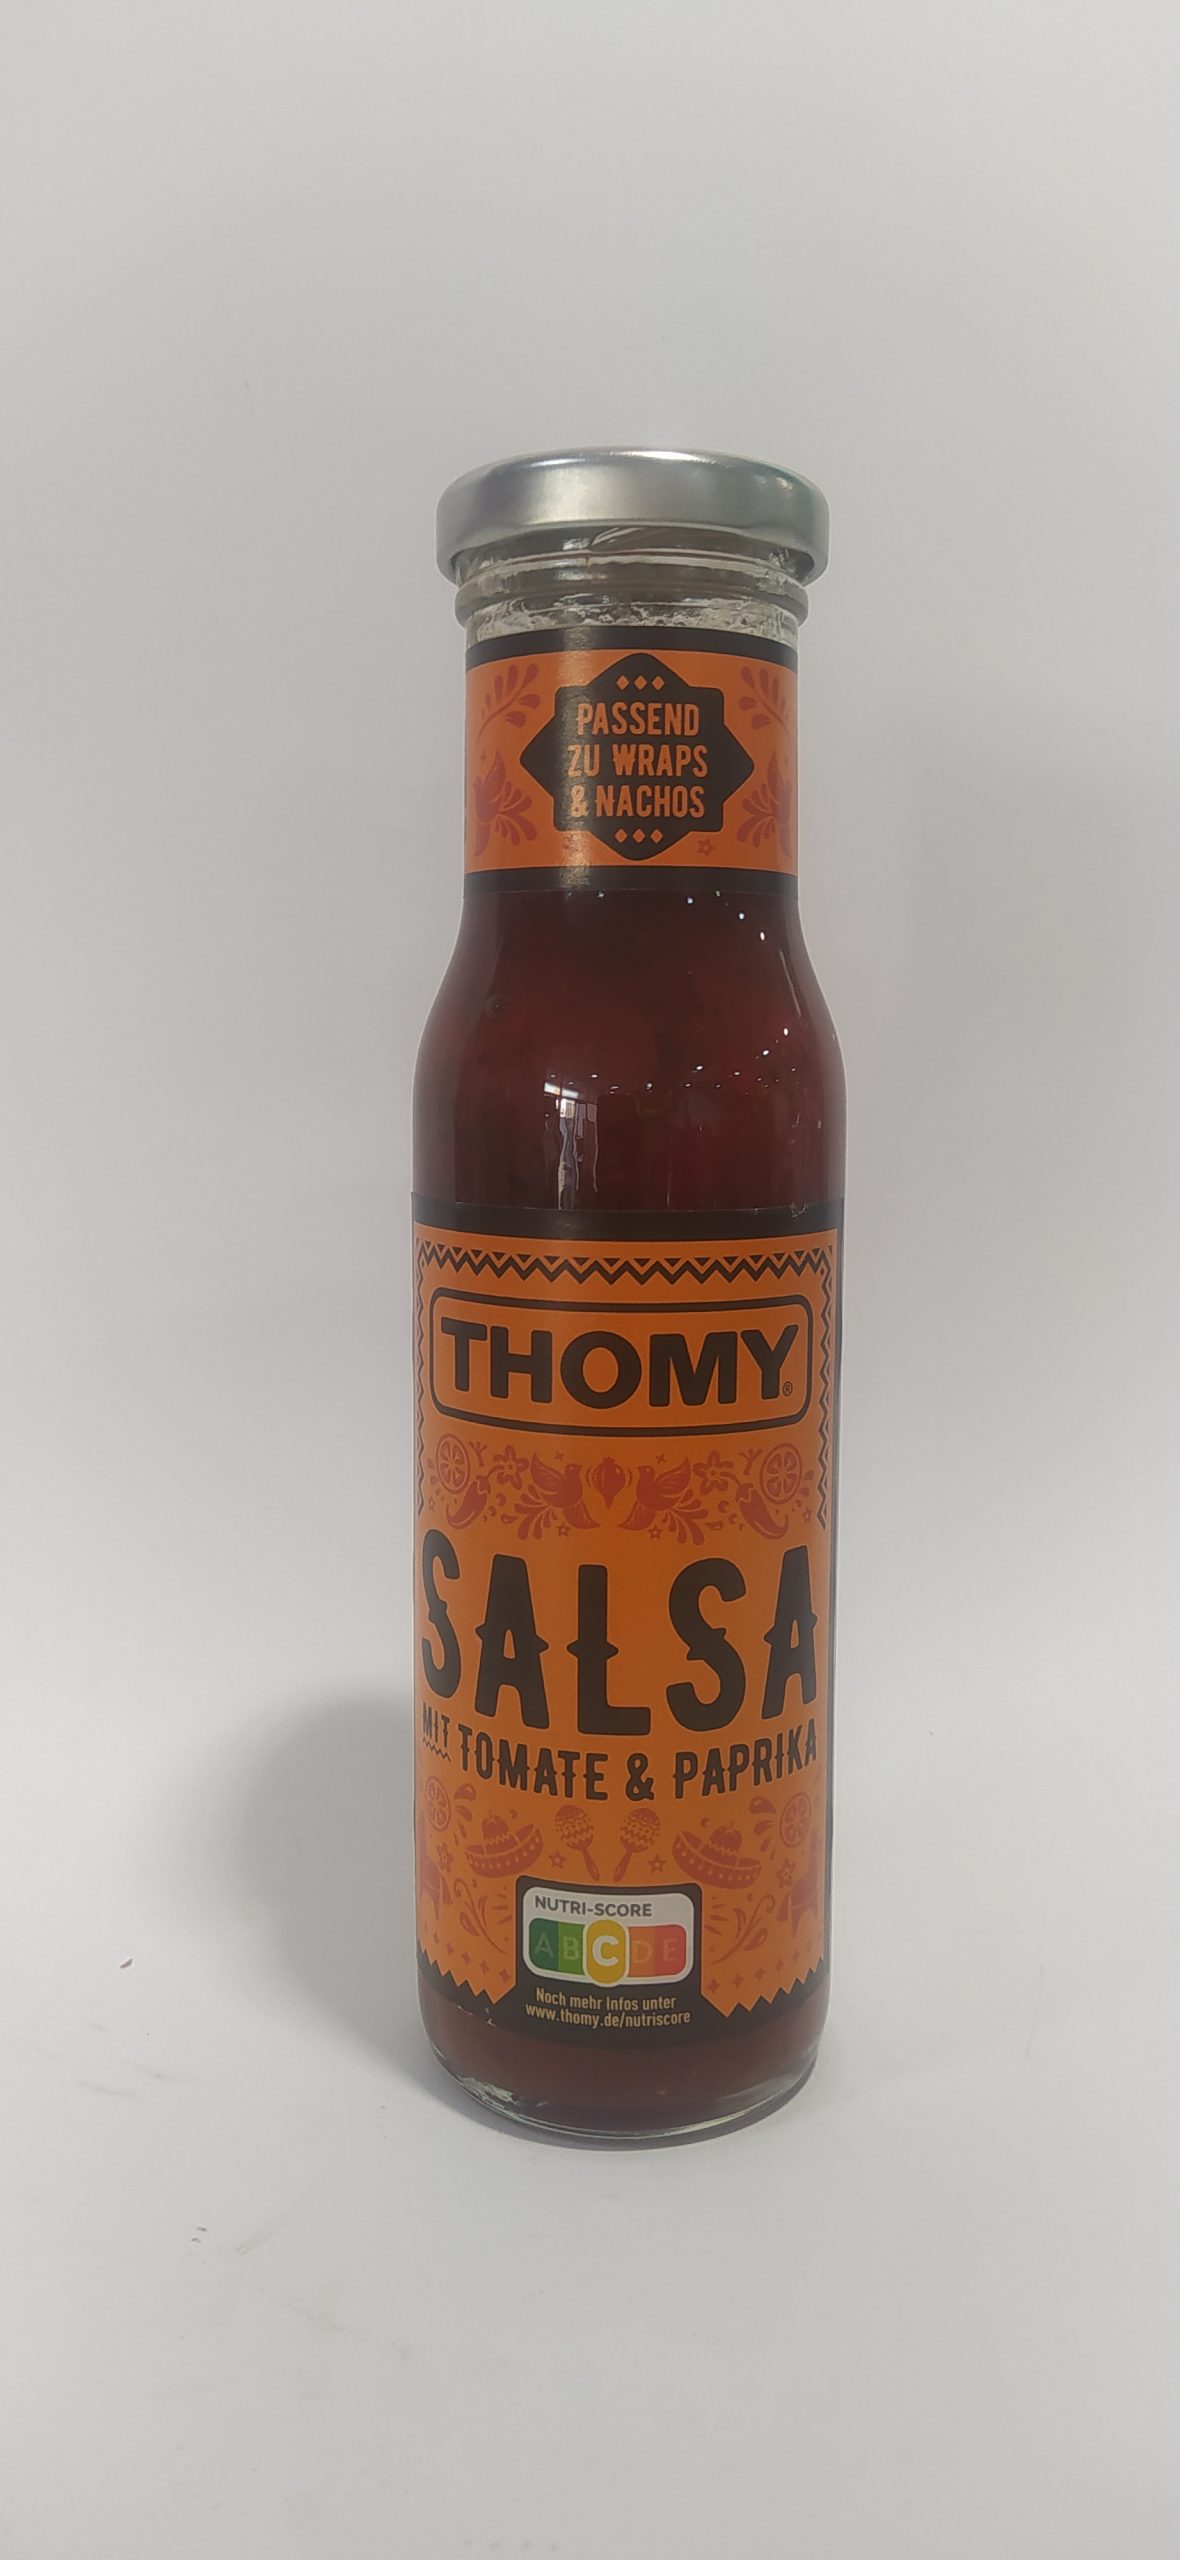 PASSEND
ZU WRAPS
& NACHOS
THOMY®
SALSA
MIT TOMATE & PAPRIKA
NUTRI-SCORE
A B C D E
Noch mehr Infos unter
www.thomy.de/nutriscore